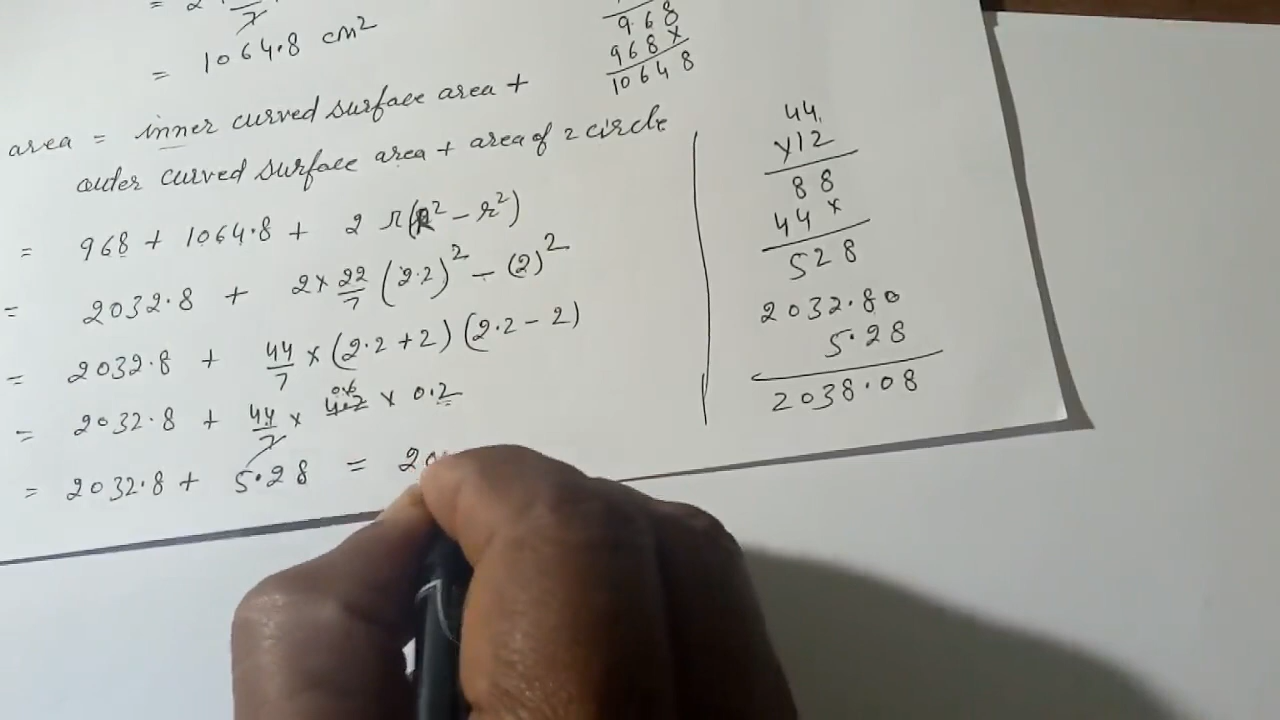 = 1064.8 cm²
area = inner curved surface area +
outer curved surface area + area of 2 circle
= 968 + 1064.8 + 2 π(R² − r²)
= 2032.8 + 2 × 22/7 (2.2)² − (2)²
= 2032.8 + 44/7 × (2.2 + 2) (2.2 − 2)
= 2032.8 + 44/7 × 4.2 × 0.2
0.6
= 2032.8 + 5.28 = 20
968
968×
10648
44
×12
88
44×
528
2032.80
5.28
2038.08